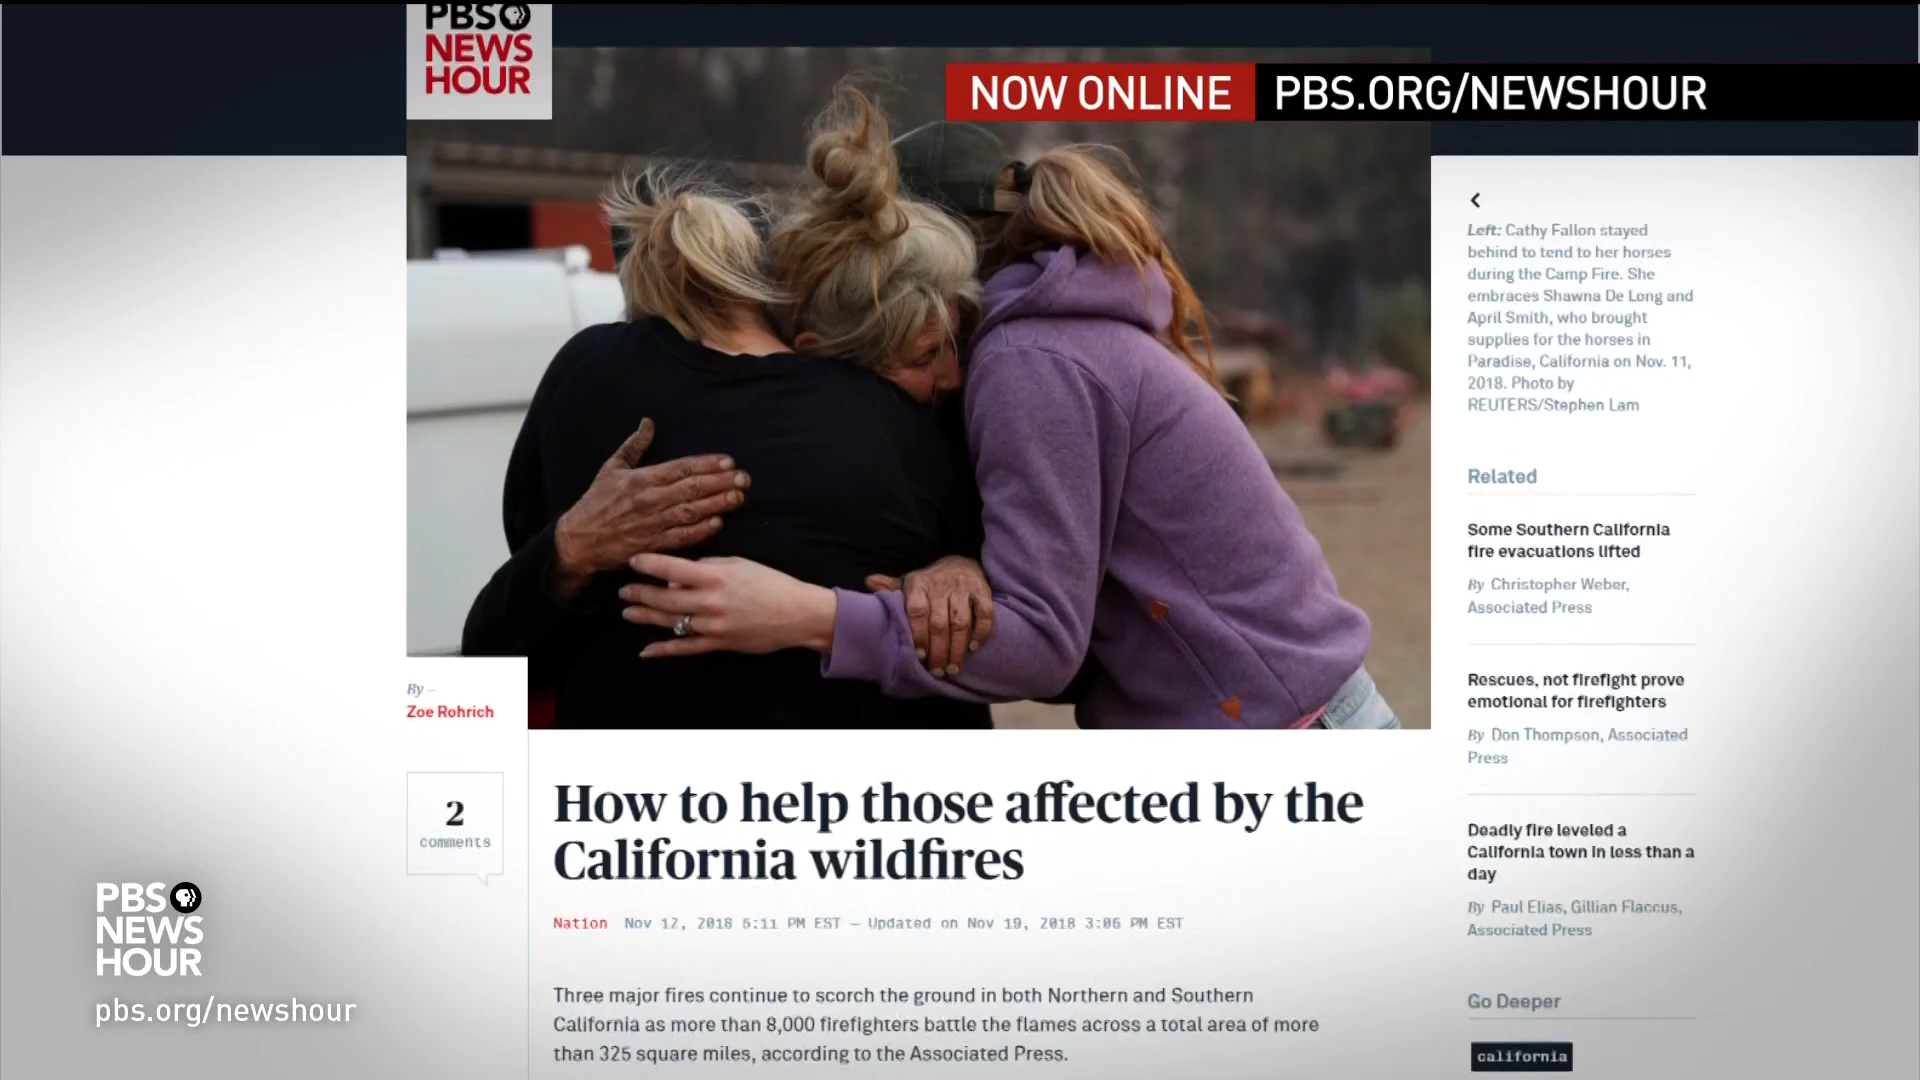 PBS
NEWS
HOUR
NOW ONLINE PBS.ORG/NEWSHOUR
Left: Cathy Fallon stayed
behind to tend to her horses
during the Camp Fire. She
embraces Shawna De Long and
April Smith, who brought
supplies for the horses in
Paradise, California on Nov. 11,
2018. Photo by
REUTERS/Stephen Lam
Related
Some Southern California
fire evacuations lifted
By Christopher Weber,
Associated Press
Rescues, not firefight prove
emotional for firefighters
By Don Thompson, Associated
Press
Deadly fire leveled a
California town in less than a
day
By Paul Elias, Gillian Flaccus,
Associated Press
Go Deeper
california
By —
Zoe Rohrich
2
comments
How to help those affected by the
California wildfires
Nation Nov 12, 2018 5:11 PM EST — Updated on Nov 19, 2018 3:06 PM EST
Three major fires continue to scorch the ground in both Northern and Southern
California as more than 8,000 firefighters battle the flames across a total area of more
than 325 square miles, according to the Associated Press.
PBS
NEWS
HOUR
pbs.org/newshour